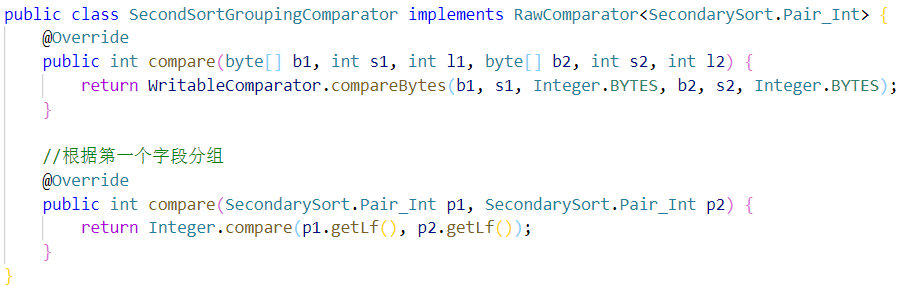 public class SecondSortGroupingComparator implements RawComparator<SecondarySort.Pair_Int> {
    @Override
    public int compare(byte[] b1, int s1, int l1, byte[] b2, int s2, int l2) {
        return WritableComparator.compareBytes(b1, s1, Integer.BYTES, b2, s2, Integer.BYTES);
    }

    //根据第一个字段分组
    @Override
    public int compare(SecondarySort.Pair_Int p1, SecondarySort.Pair_Int p2) {
        return Integer.compare(p1.getLf(), p2.getLf());
    }
}